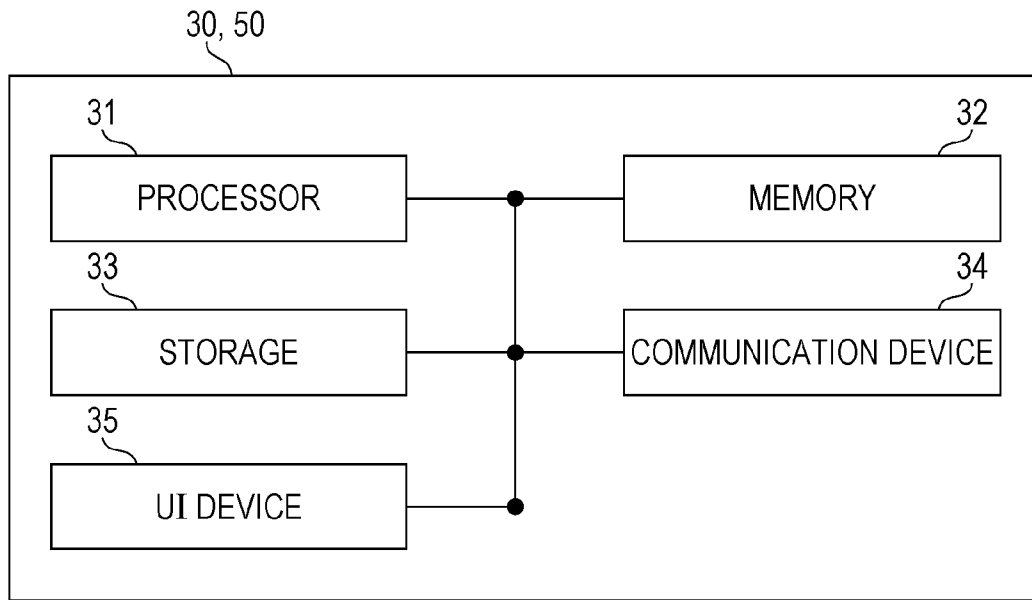 30, 50
31
32
PROCESSOR
MEMORY
33
34
STORAGE
COMMUNICATION DEVICE
35
UI DEVICE